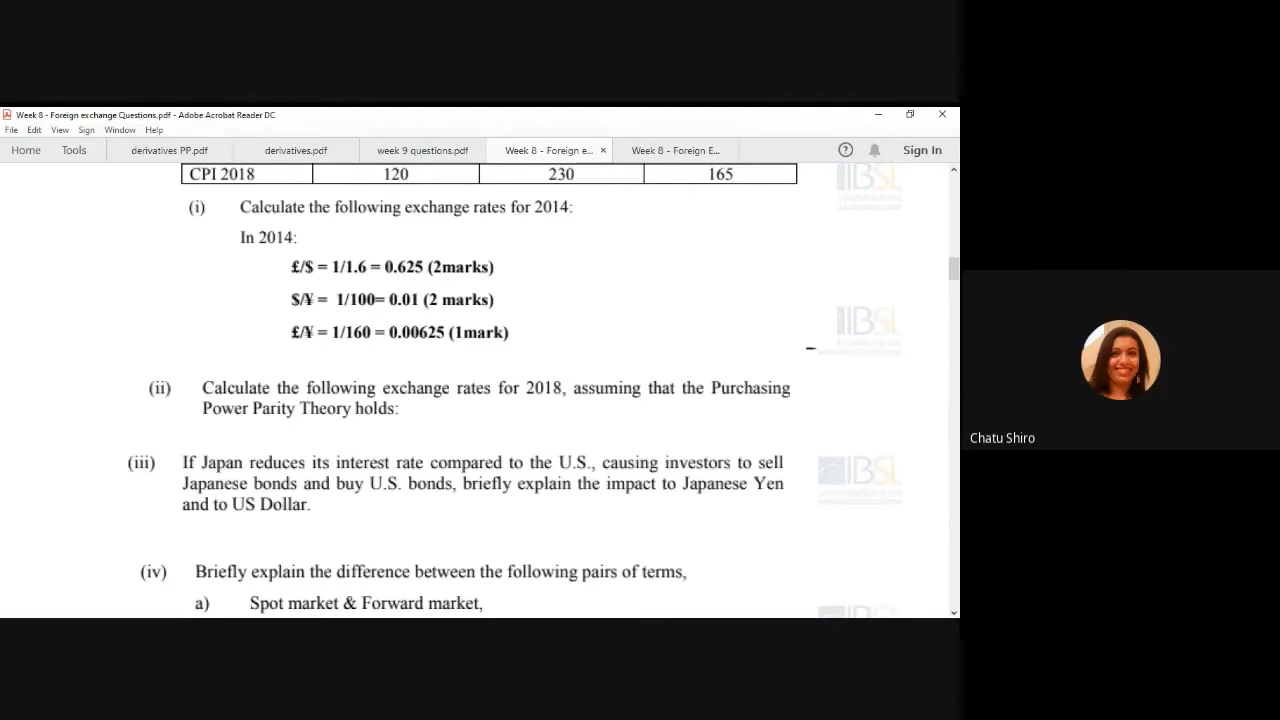 Week 8 - Foreign exchange Questions.pdf - Adobe Acrobat Reader DC
File Edit View Sign Window Help
Home Tools derivatives PP.pdf derivatives.pdf week 9 questions.pdf Week 8 - Foreign e... × Week 8 - Foreign E... Sign In
CPI 2018 120 230 165
(i) Calculate the following exchange rates for 2014:
In 2014:
£/$ = 1/1.6 = 0.625 (2marks)
$/¥ = 1/100= 0.01 (2 marks)
£/¥ = 1/160 = 0.00625 (1mark)
(ii) Calculate the following exchange rates for 2018, assuming that the Purchasing
Power Parity Theory holds:
(iii) If Japan reduces its interest rate compared to the U.S., causing investors to sell
Japanese bonds and buy U.S. bonds, briefly explain the impact to Japanese Yen
and to US Dollar.
(iv) Briefly explain the difference between the following pairs of terms,
a) Spot market & Forward market,
IBSL
IBSL
IBSL
Chatu Shiro